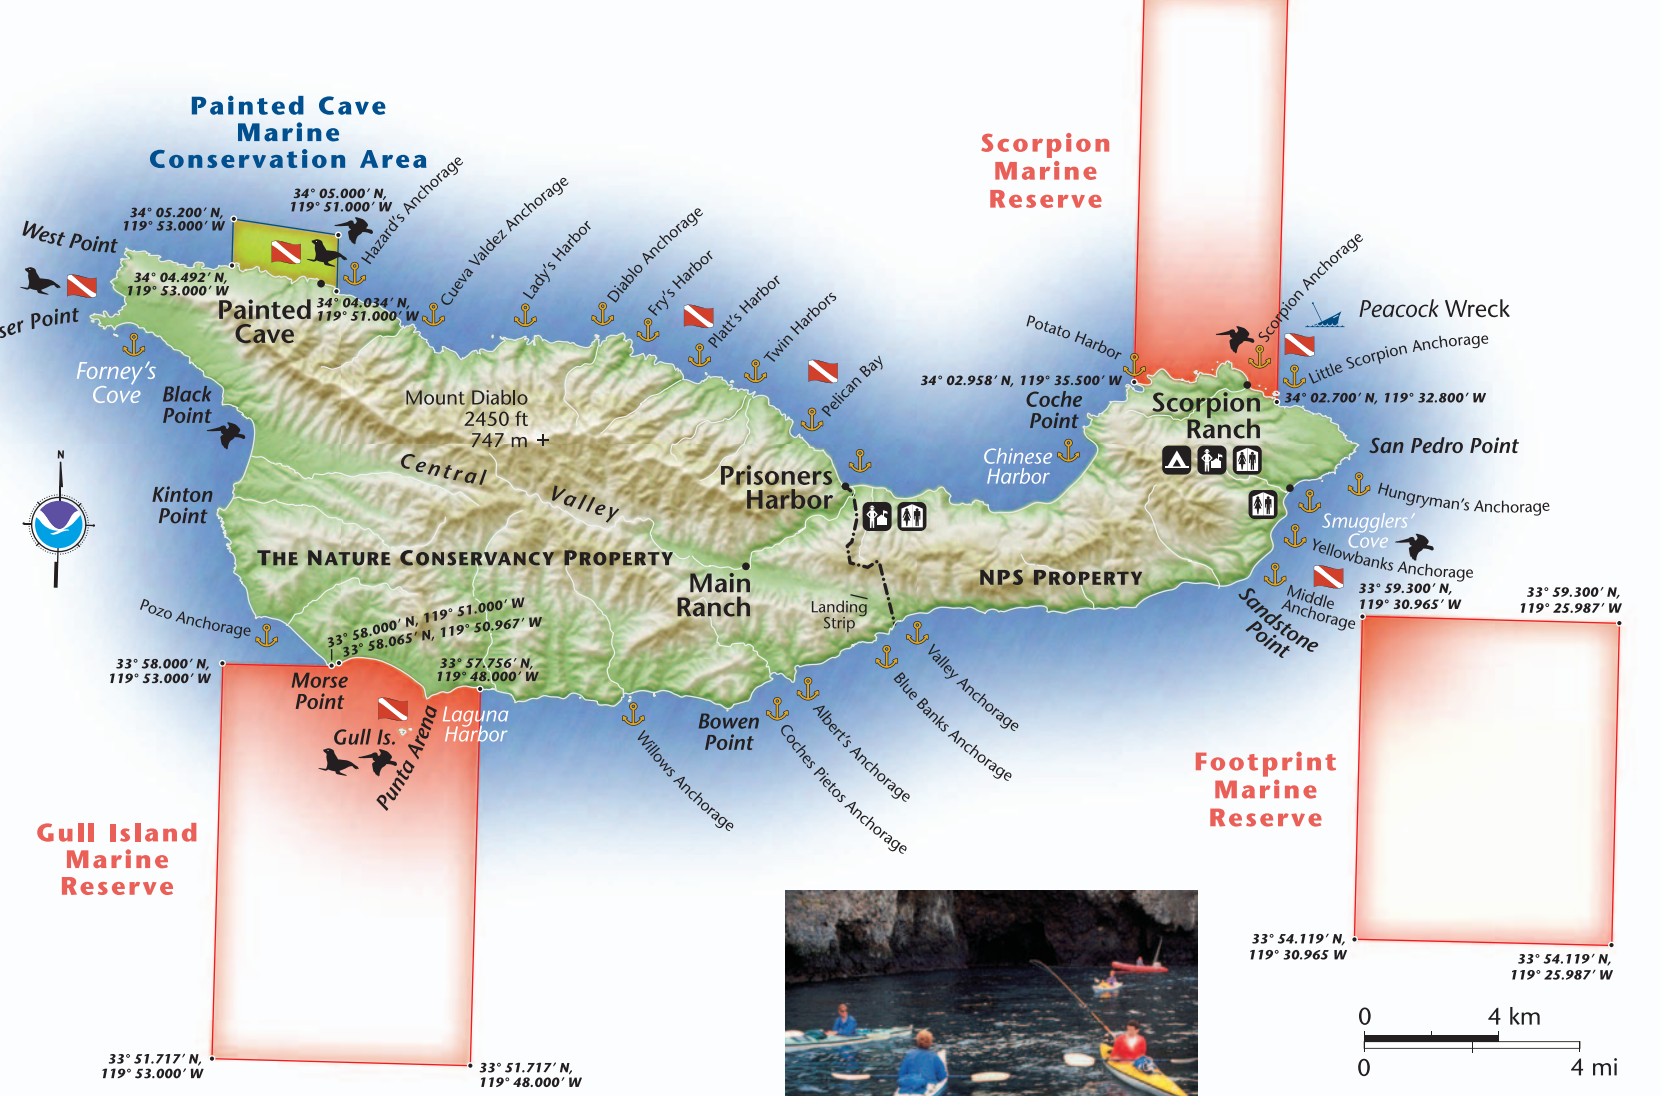 Painted Cave
Marine
Conservation Area
34° 05.000′ N,
119° 51.000′ W
34° 05.200′ N,
119° 53.000′ W
West Point
34° 04.492′ N,
119° 53.000′ W
Painted
Cave
34° 04.034′ N,
119° 51.000′ W
ser Point
Forney's
Cove
Black
Point
Hazard's Anchorage
Cueva Valdez Anchorage
Lady's Harbor
Diablo Anchorage
Fry's Harbor
Platt's Harbor
Twin Harbors
Pelican Bay
Mount Diablo
2450 ft
747 m
Central Valley
Prisoners
Harbor
N
Kinton
Point
THE NATURE CONSERVANCY PROPERTY
Main
Ranch
Landing
Strip
NPS PROPERTY
Scorpion
Marine
Reserve
Potato Harbor
34° 02.958′ N, 119° 35.500′ W
Coche
Point
Chinese
Harbor
Scorpion
Ranch
Scorpion Anchorage
Peacock Wreck
Little Scorpion Anchorage
34° 02.700′ N, 119° 32.800′ W
San Pedro Point
Hungryman's Anchorage
Smugglers'
Cove
Yellowbanks Anchorage
Middle
Anchorage
Sandstone
Point
33° 59.300′ N,
119° 30.965′ W
33° 59.300′ N,
119° 25.987′ W
Footprint
Marine
Reserve
33° 54.119′ N,
119° 30.965 W
33° 54.119′ N,
119° 25.987′ W
Pozo Anchorage
33° 58.000′ N, 119° 51.000′ W
33° 58.065′ N, 119° 50.967′ W
33° 58.000′ N,
119° 53.000′ W
Morse
Point
33° 57.756′ N,
119° 48.000′ W
Gull Is.
Punta Arena
Laguna
Harbor
Willows Anchorage
Bowen
Point
Coches Pietos Anchorage
Albert's Anchorage
Blue Banks Anchorage
Valley Anchorage
Gull Island
Marine
Reserve
33° 51.717′ N,
119° 53.000′ W
33° 51.717′ N,
119° 48.000′ W
0 4 km
0 4 mi